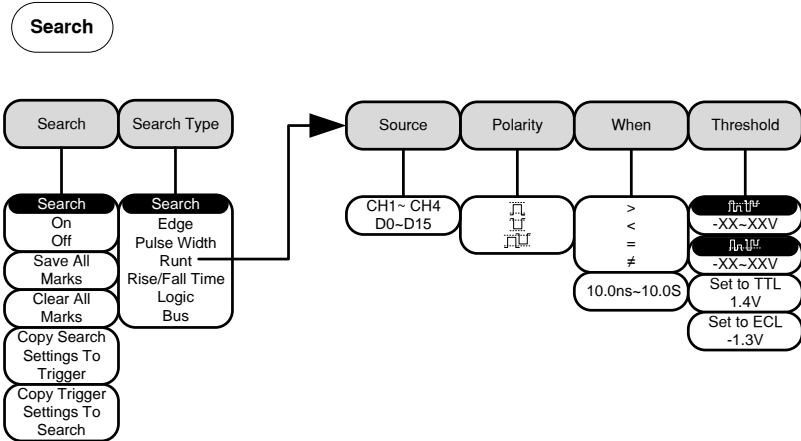 Search
Search
Search Type
Source
Polarity
When
Threshold
Search
On
Off
Save All
Marks
Clear All
Marks
Copy Search
Settings To
Trigger
Copy Trigger
Settings To
Search
Search
Edge
Pulse Width
Runt
Rise/Fall Time
Logic
Bus
CH1~ CH4
D0~D15
>
<
=
≠
10.0ns~10.0S
-XX~XXV
-XX~XXV
Set to TTL
1.4V
Set to ECL
-1.3V